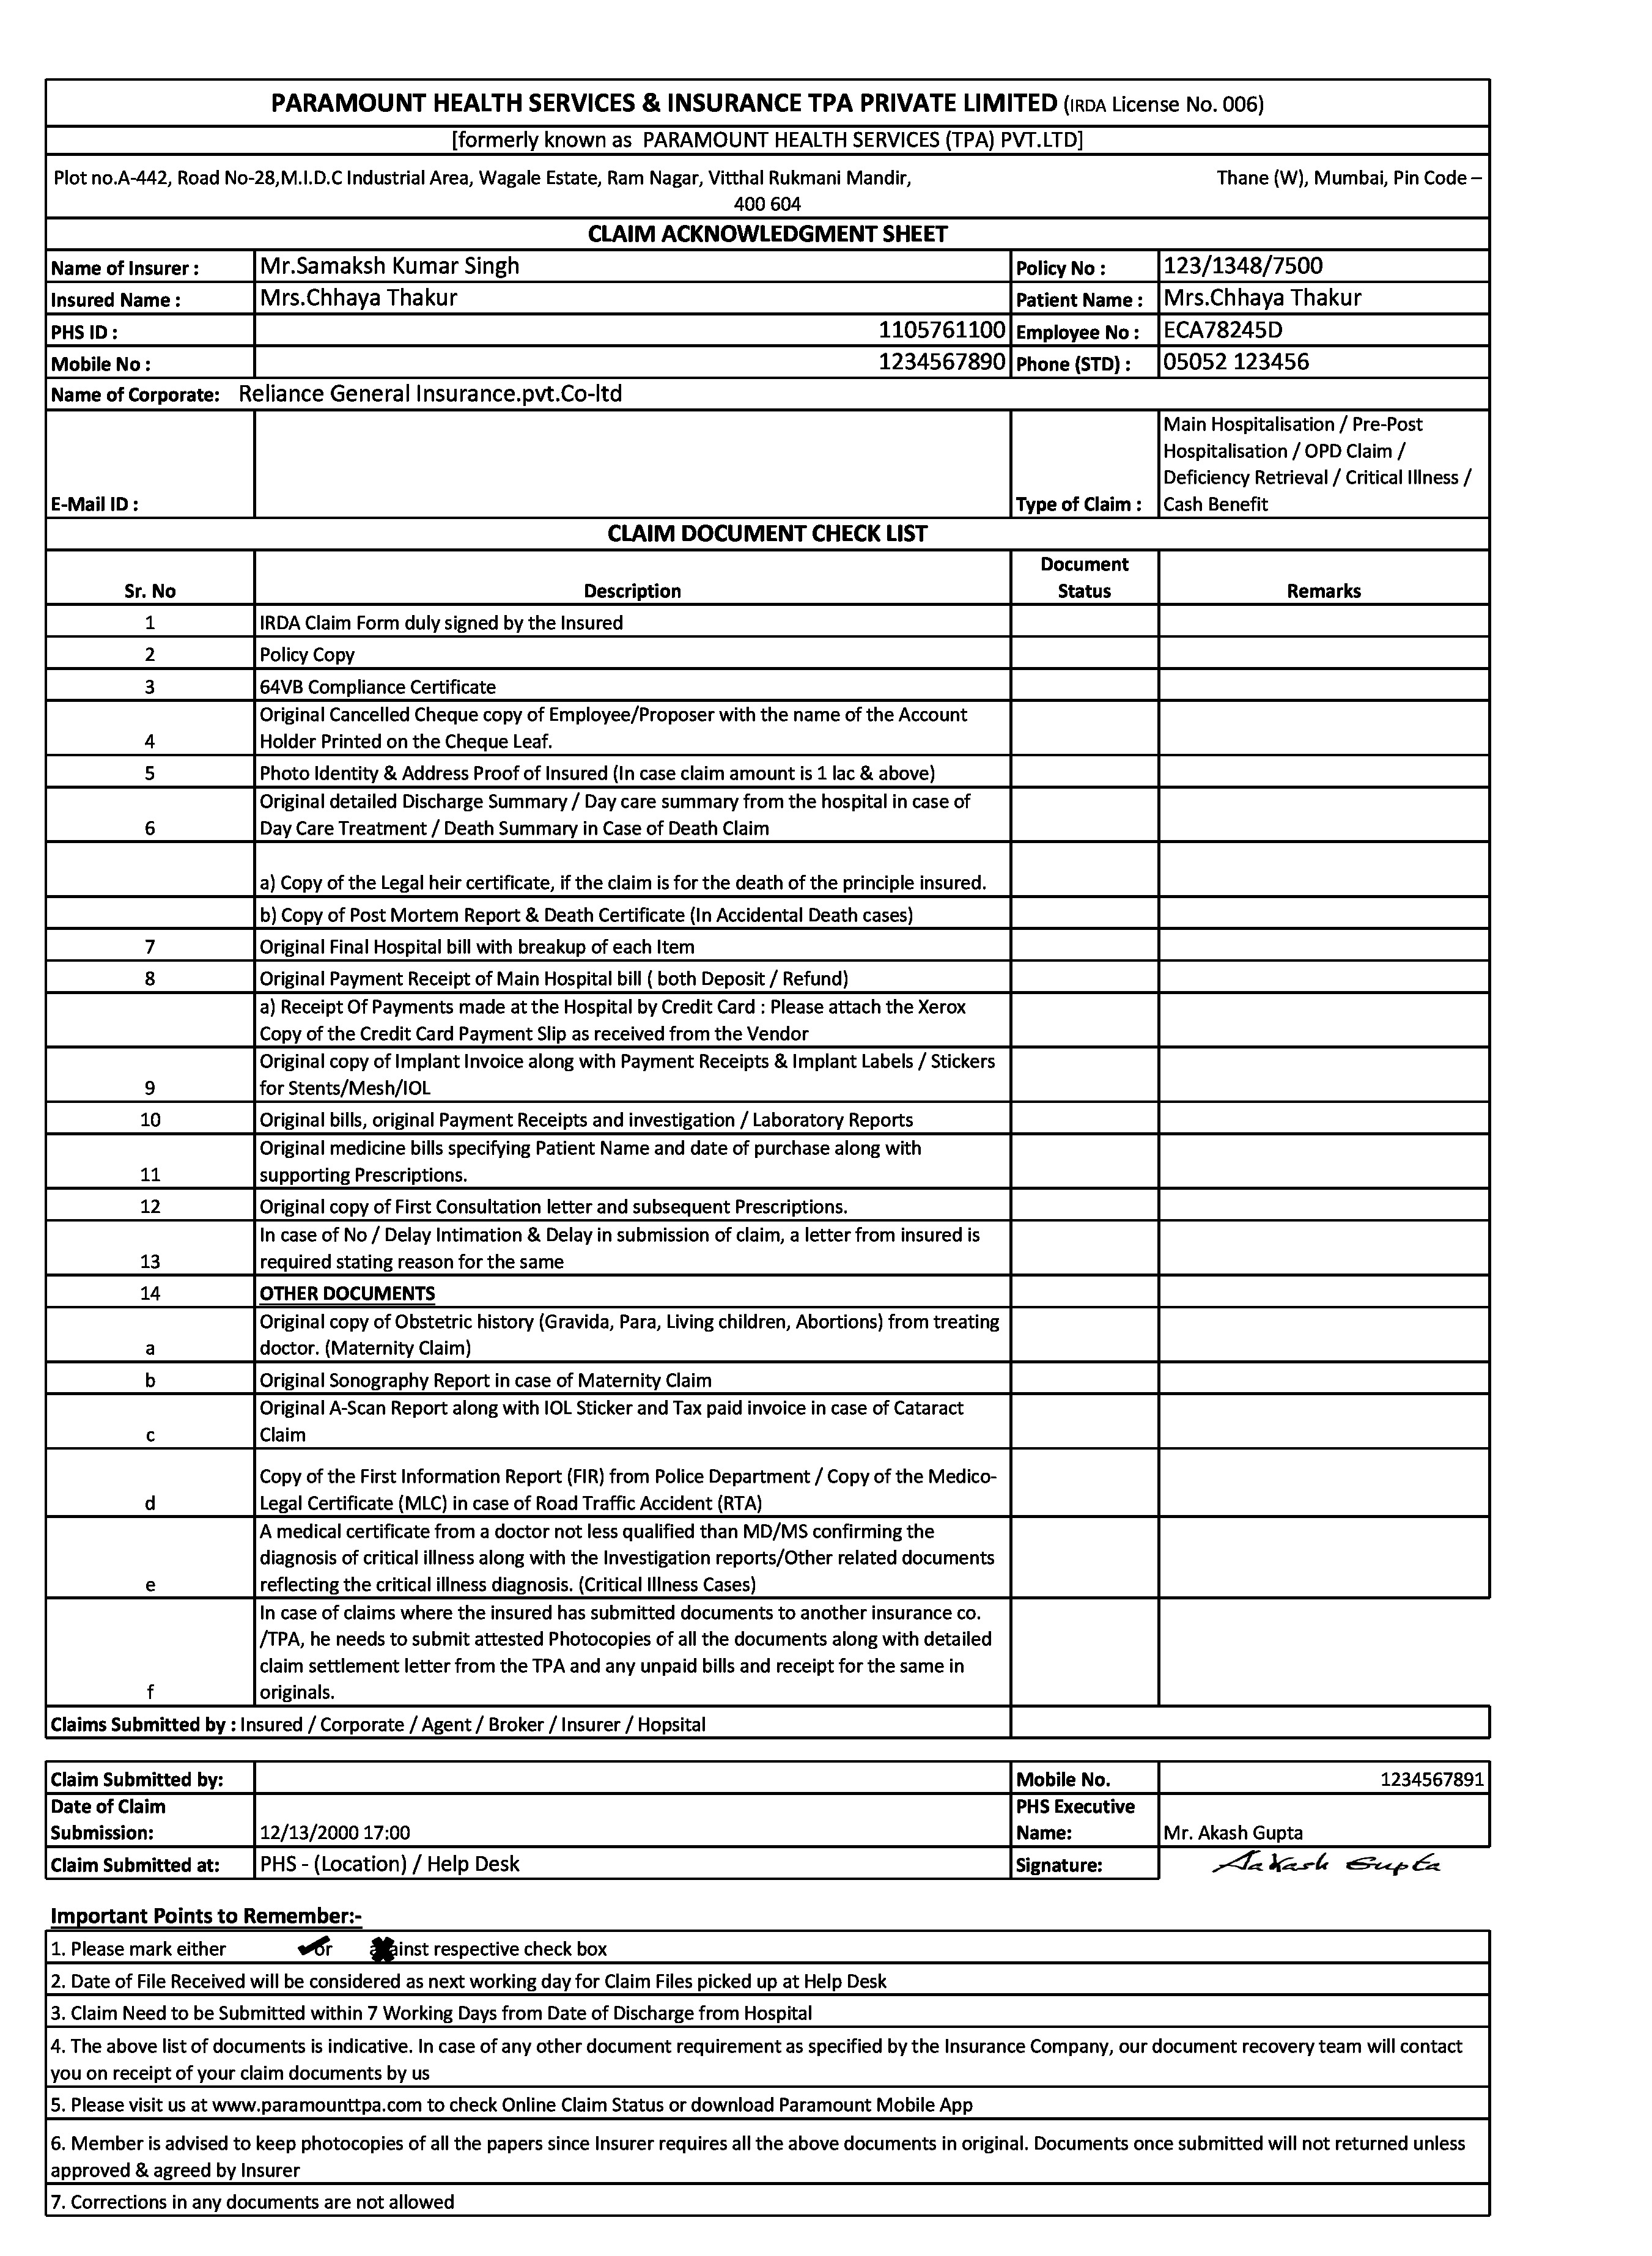 PARAMOUNT HEALTH SERVICES & INSURANCE TPA PRIVATE LIMITED (IRDA License No. 006)
[formerly known as PARAMOUNT HEALTH SERVICES (TPA) PVT.LTD]
Plot no.A-442, Road No-28,M.I.D.C Industrial Area, Wagale Estate, Ram Nagar, Vitthal Rukmani Mandir, Thane (W), Mumbai, Pin Code –
400 604
CLAIM ACKNOWLEDGMENT SHEET
Name of Insurer : Mr.Samaksh Kumar Singh Policy No : 123/1348/7500
Insured Name : Mrs.Chhaya Thakur Patient Name : Mrs.Chhaya Thakur
PHS ID : 1105761100 Employee No : ECA78245D
Mobile No : 1234567890 Phone (STD) : 05052 123456
Name of Corporate: Reliance General Insurance.pvt.Co-ltd
E-Mail ID :
Type of Claim :
Main Hospitalisation / Pre-Post
Hospitalisation / OPD Claim /
Deficiency Retrieval / Critical Illness /
Cash Benefit
CLAIM DOCUMENT CHECK LIST
Sr. No Description Document Status Remarks
1 IRDA Claim Form duly signed by the Insured
2 Policy Copy
3 64VB Compliance Certificate
4 Original Cancelled Cheque copy of Employee/Proposer with the name of the Account
Holder Printed on the Cheque Leaf.
5 Photo Identity & Address Proof of Insured (In case claim amount is 1 lac & above)
6 Original detailed Discharge Summary / Day care summary from the hospital in case of
Day Care Treatment / Death Summary in Case of Death Claim
a) Copy of the Legal heir certificate, if the claim is for the death of the principle insured.
b) Copy of Post Mortem Report & Death Certificate (In Accidental Death cases)
7 Original Final Hospital bill with breakup of each Item
8 Original Payment Receipt of Main Hospital bill ( both Deposit / Refund)
a) Receipt Of Payments made at the Hospital by Credit Card : Please attach the Xerox
Copy of the Credit Card Payment Slip as received from the Vendor
9 Original copy of Implant Invoice along with Payment Receipts & Implant Labels / Stickers
for Stents/Mesh/IOL
10 Original bills, original Payment Receipts and investigation / Laboratory Reports
11 Original medicine bills specifying Patient Name and date of purchase along with
supporting Prescriptions.
12 Original copy of First Consultation letter and subsequent Prescriptions.
13 In case of No / Delay Intimation & Delay in submission of claim, a letter from insured is
required stating reason for the same
14 OTHER DOCUMENTS
a Original copy of Obstetric history (Gravida, Para, Living children, Abortions) from treating
doctor. (Maternity Claim)
b Original Sonography Report in case of Maternity Claim
c Original A-Scan Report along with IOL Sticker and Tax paid invoice in case of Cataract
Claim
d Copy of the First Information Report (FIR) from Police Department / Copy of the Medico-
Legal Certificate (MLC) in case of Road Traffic Accident (RTA)
e A medical certificate from a doctor not less qualified than MD/MS confirming the
diagnosis of critical illness along with the Investigation reports/Other related documents
reflecting the critical illness diagnosis. (Critical Illness Cases)
f In case of claims where the insured has submitted documents to another insurance co.
/TPA, he needs to submit attested Photocopies of all the documents along with detailed
claim settlement letter from the TPA and any unpaid bills and receipt for the same in
originals.
Claims Submitted by : Insured / Corporate / Agent / Broker / Insurer / Hopsital
Claim Submitted by: Mobile No. 1234567891
Date of Claim
Submission: 12/13/2000 17:00
PHS Executive
Name: Mr. Akash Gupta
Claim Submitted at: PHS - (Location) / Help Desk Signature: Aakash Gupta
Important Points to Remember:-
1. Please mark either ✔ or ✖ against respective check box
2. Date of File Received will be considered as next working day for Claim Files picked up at Help Desk
3. Claim Need to be Submitted within 7 Working Days from Date of Discharge from Hospital
4. The above list of documents is indicative. In case of any other document requirement as specified by the Insurance Company, our document recovery team will contact
you on receipt of your claim documents by us
5. Please visit us at www.paramounttpa.com to check Online Claim Status or download Paramount Mobile App
6. Member is advised to keep photocopies of all the papers since Insurer requires all the above documents in original. Documents once submitted will not returned unless
approved & agreed by Insurer
7. Corrections in any documents are not allowed